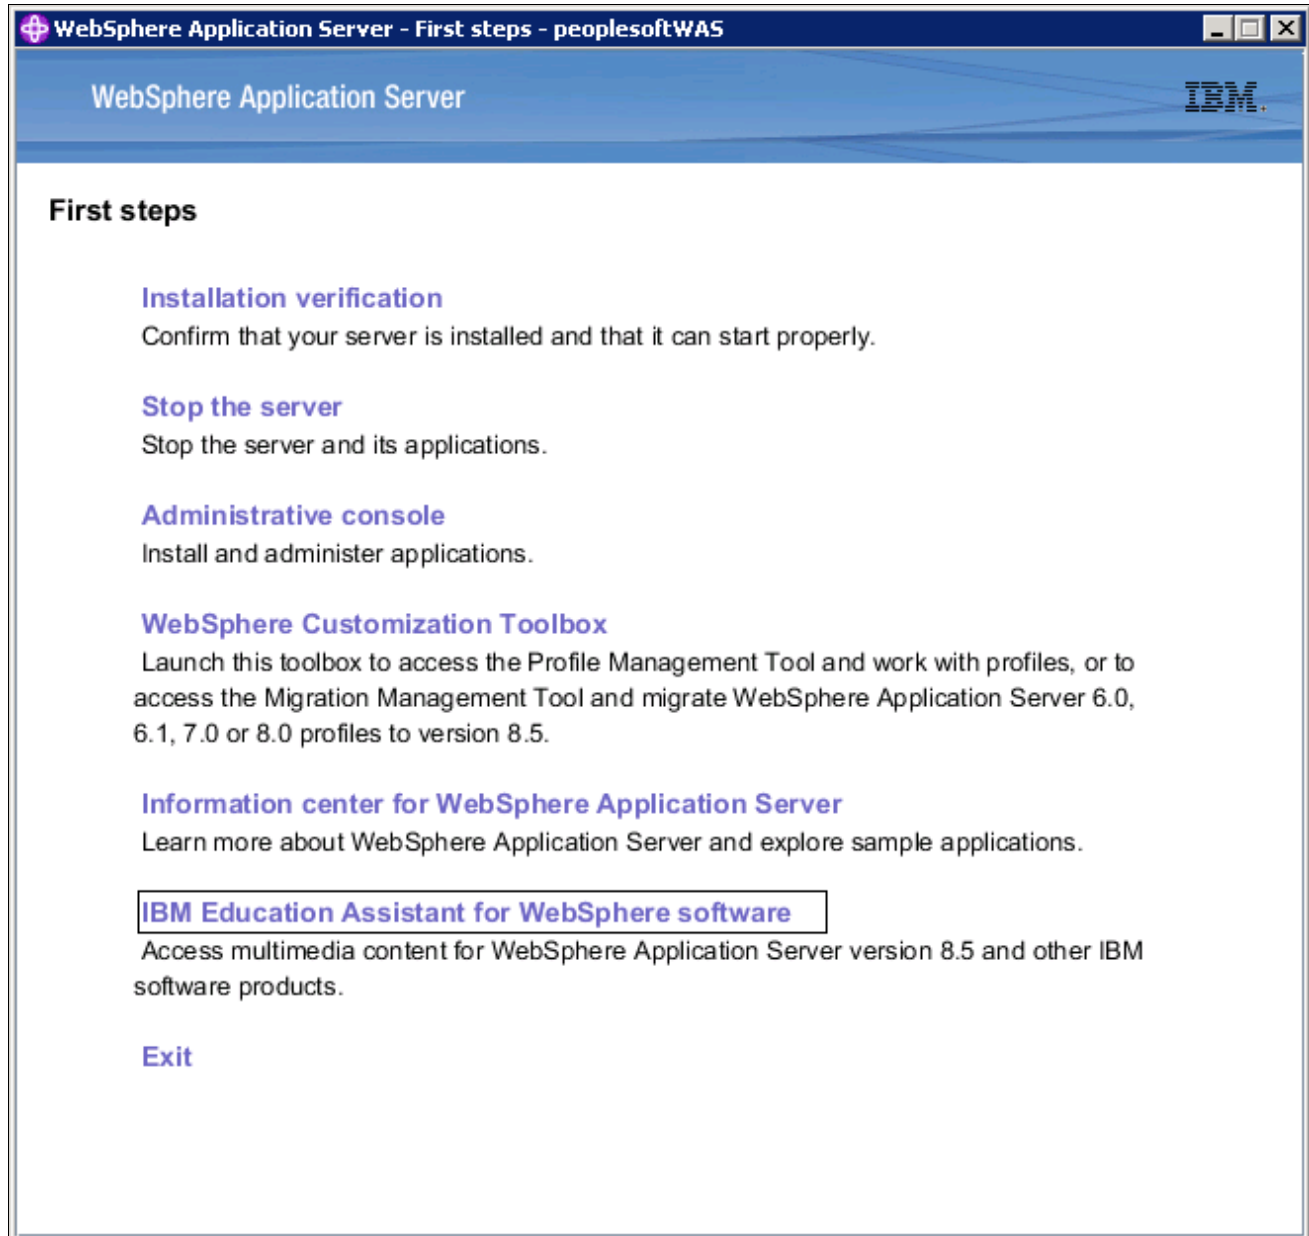 WebSphere Application Server - First steps - peoplesoftWAS
WebSphere Application Server
IBM.
First steps
Installation verification
Confirm that your server is installed and that it can start properly.
Stop the server
Stop the server and its applications.
Administrative console
Install and administer applications.
WebSphere Customization Toolbox
Launch this toolbox to access the Profile Management Tool and work with profiles, or to
access the Migration Management Tool and migrate WebSphere Application Server 6.0,
6.1, 7.0 or 8.0 profiles to version 8.5.
Information center for WebSphere Application Server
Learn more about WebSphere Application Server and explore sample applications.
IBM Education Assistant for WebSphere software
Access multimedia content for WebSphere Application Server version 8.5 and other IBM
software products.
Exit